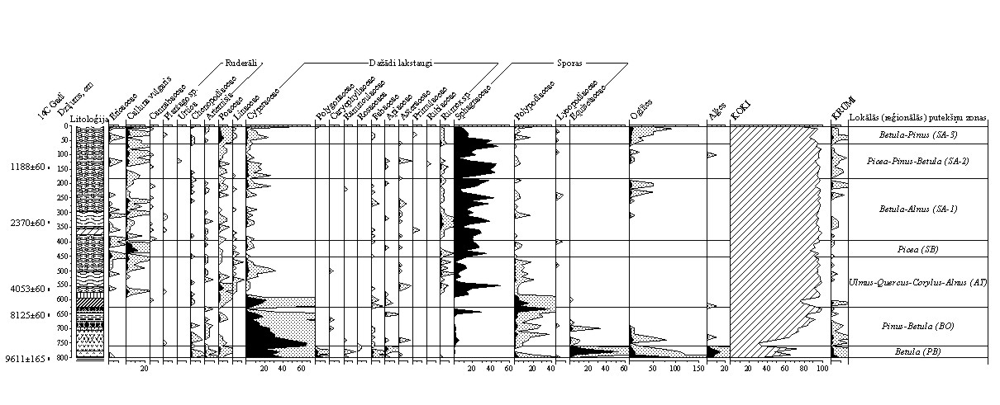 Ruderāli
Dažādi lakstaugi
Sporas
14C Gadi
Dziļums, cm
Litoloģija
Ericaceae
Calluna vulgaris
Cannabaceae
Plantago sp.
Urtica
Chenopodiaceae
Artemisia
Poaceae
Liliaceae
Cyperaceae
Polygonaceae
Caryophyllaceae
Ranunculaceae
Rosaceae
Fabaceae
Apiaceae
Asteraceae
Primulaceae
Rubiaceae
Rumex sp.
Sphagnaceae
Polypodiaceae
Lycopodiaceae
Equisetaceae
Ogles
Aļģes
KOKI
KRŪMI
Lokālās (reģionālās) putekšņu zonas
0
50
100
150
200
250
300
350
400
450
500
550
600
650
700
750
800
1188±60
2370±60
4053±60
8125±60
9611±165
Betula-Pinus (SA-3)
Picea-Pinus-Betula (SA-2)
Betula-Alnus (SA-1)
Picea (SB)
Ulmus-Quercus-Corylus-Alnus (AT)
Pinus-Betula (BO)
Betula (PB)
20 20 40 60 20 40 60 20 40 20 40 60 50 100 150 20 20 40 60 80 100 20